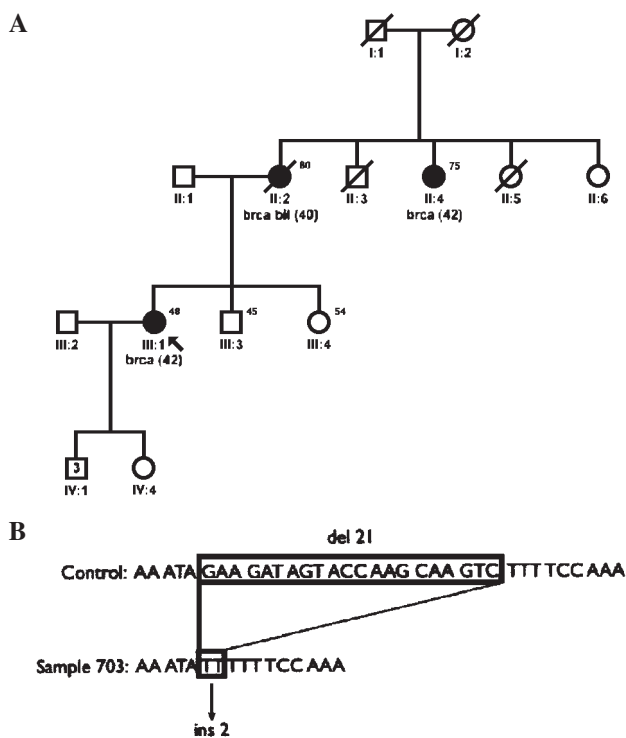 A
I:1 I:2
80 75
II:1 II:2 II:3 II:4 II:5 II:6
brca bil (40) brca (42)
48 45 54
III:2 III:1 III:3 III:4
brca (42)
3
IV:1 IV:4
B
del 21
Control: AA ATA GAA GAT AGT ACC AAG CAA GTC TTT TCC AAA
Sample 703: AA ATA TT TTT TCC AAA
ins 2